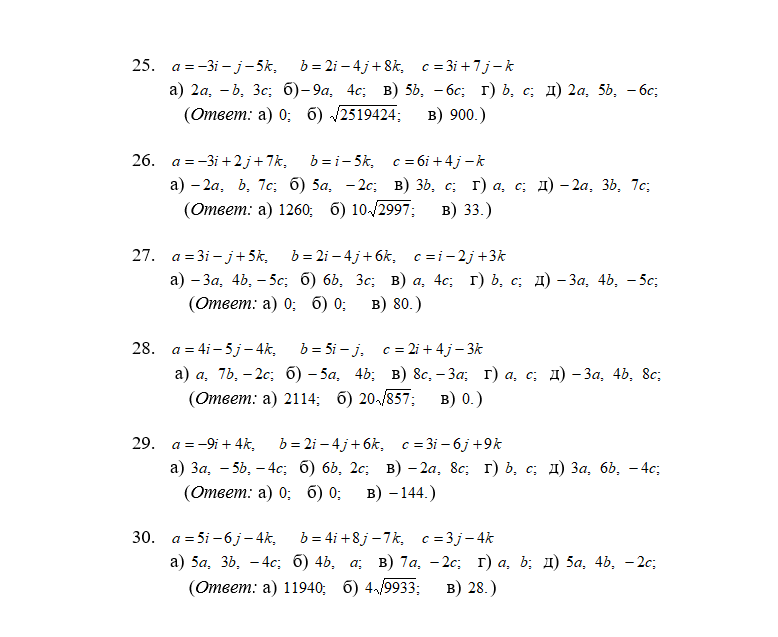 25. a = −3i − j − 5k, b = 2i − 4j + 8k, c = 3i + 7j − k
а) 2a, −b, 3c; б) −9a, 4c; в) 5b, −6c; г) b, c; д) 2a, 5b, −6c;
(Ответ: а) 0; б) √2519424; в) 900.)
26. a = −3i + 2j + 7k, b = i − 5k, c = 6i + 4j − k
а) −2a, b, 7c; б) 5a, −2c; в) 3b, c; г) a, c; д) −2a, 3b, 7c;
(Ответ: а) 1260; б) 10√2997; в) 33.)
27. a = 3i − j + 5k, b = 2i − 4j + 6k, c = i − 2j + 3k
а) −3a, 4b, −5c; б) 6b, 3c; в) a, 4c; г) b, c; д) −3a, 4b, −5c;
(Ответ: а) 0; б) 0; в) 80.)
28. a = 4i − 5j − 4k, b = 5i − j, c = 2i + 4j − 3k
а) a, 7b, −2c; б) −5a, 4b; в) 8c, −3a; г) a, c; д) −3a, 4b, 8c;
(Ответ: а) 2114; б) 20√857; в) 0.)
29. a = −9i + 4k, b = 2i − 4j + 6k, c = 3i − 6j + 9k
а) 3a, −5b, −4c; б) 6b, 2c; в) −2a, 8c; г) b, c; д) 3a, 6b, −4c;
(Ответ: а) 0; б) 0; в) −144.)
30. a = 5i − 6j − 4k, b = 4i + 8j − 7k, c = 3j − 4k
а) 5a, 3b, −4c; б) 4b, a; в) 7a, −2c; г) a, b; д) 5a, 4b, −2c;
(Ответ: а) 11940; б) 4√9933; в) 28.)